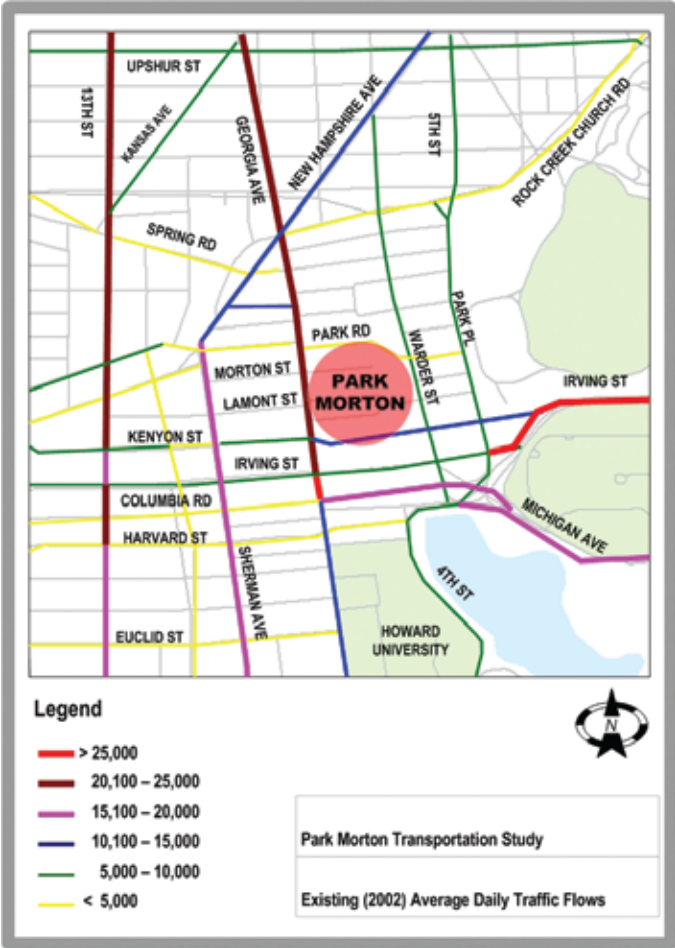 UPSHUR ST
13TH ST
KANSAS AVE
GEORGIA AVE
NEW HAMPSHIRE AVE
5TH ST
ROCK CREEK CHURCH RD
SPRING RD
PARK RD
PARK PL
WARDER ST
MORTON ST
PARK
MORTON
LAMONT ST
IRVING ST
KENYON ST
IRVING ST
COLUMBIA RD
HARVARD ST
MICHIGAN AVE
SHERMAN AVE
4TH ST
EUCLID ST
HOWARD
UNIVERSITY
Legend
N
> 25,000
20,100 – 25,000
15,100 – 20,000
10,100 – 15,000
5,000 – 10,000
< 5,000
Park Morton Transportation Study
Existing (2002) Average Daily Traffic Flows